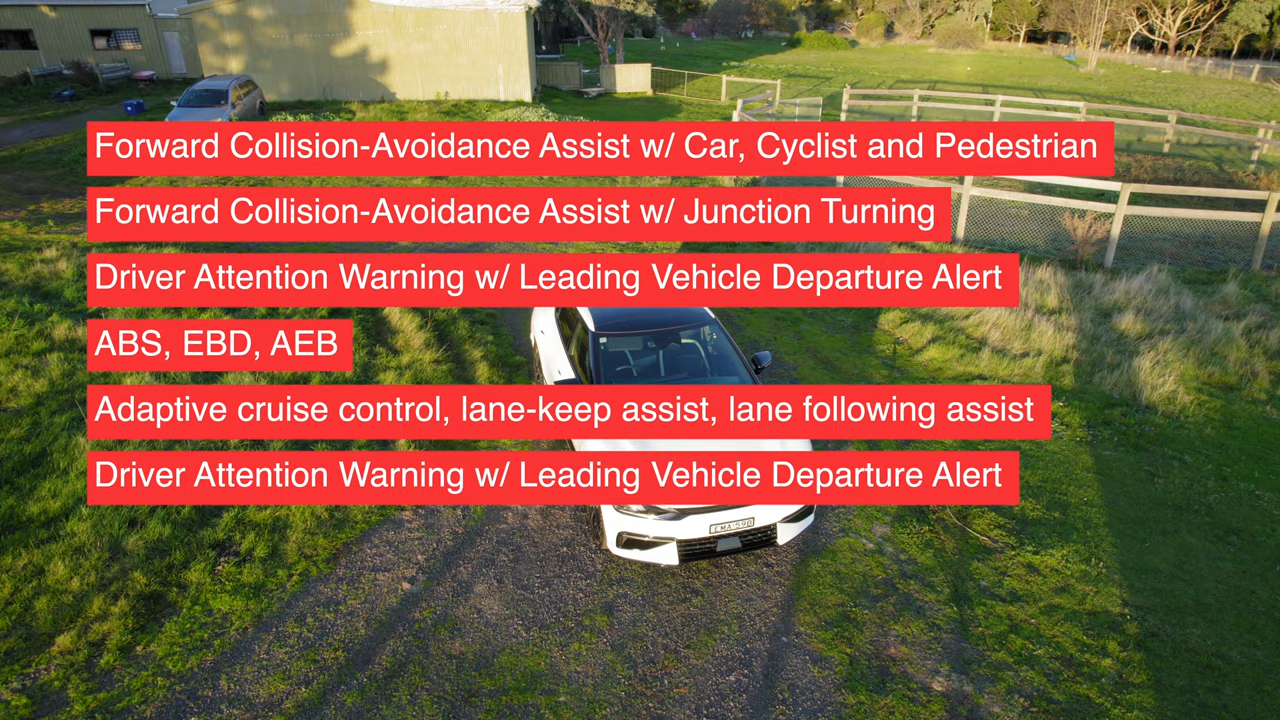 Forward Collision-Avoidance Assist w/ Car, Cyclist and Pedestrian
Forward Collision-Avoidance Assist w/ Junction Turning
Driver Attention Warning w/ Leading Vehicle Departure Alert
ABS, EBD, AEB
Adaptive cruise control, lane-keep assist, lane following assist
Driver Attention Warning w/ Leading Vehicle Departure Alert
EMA·59B